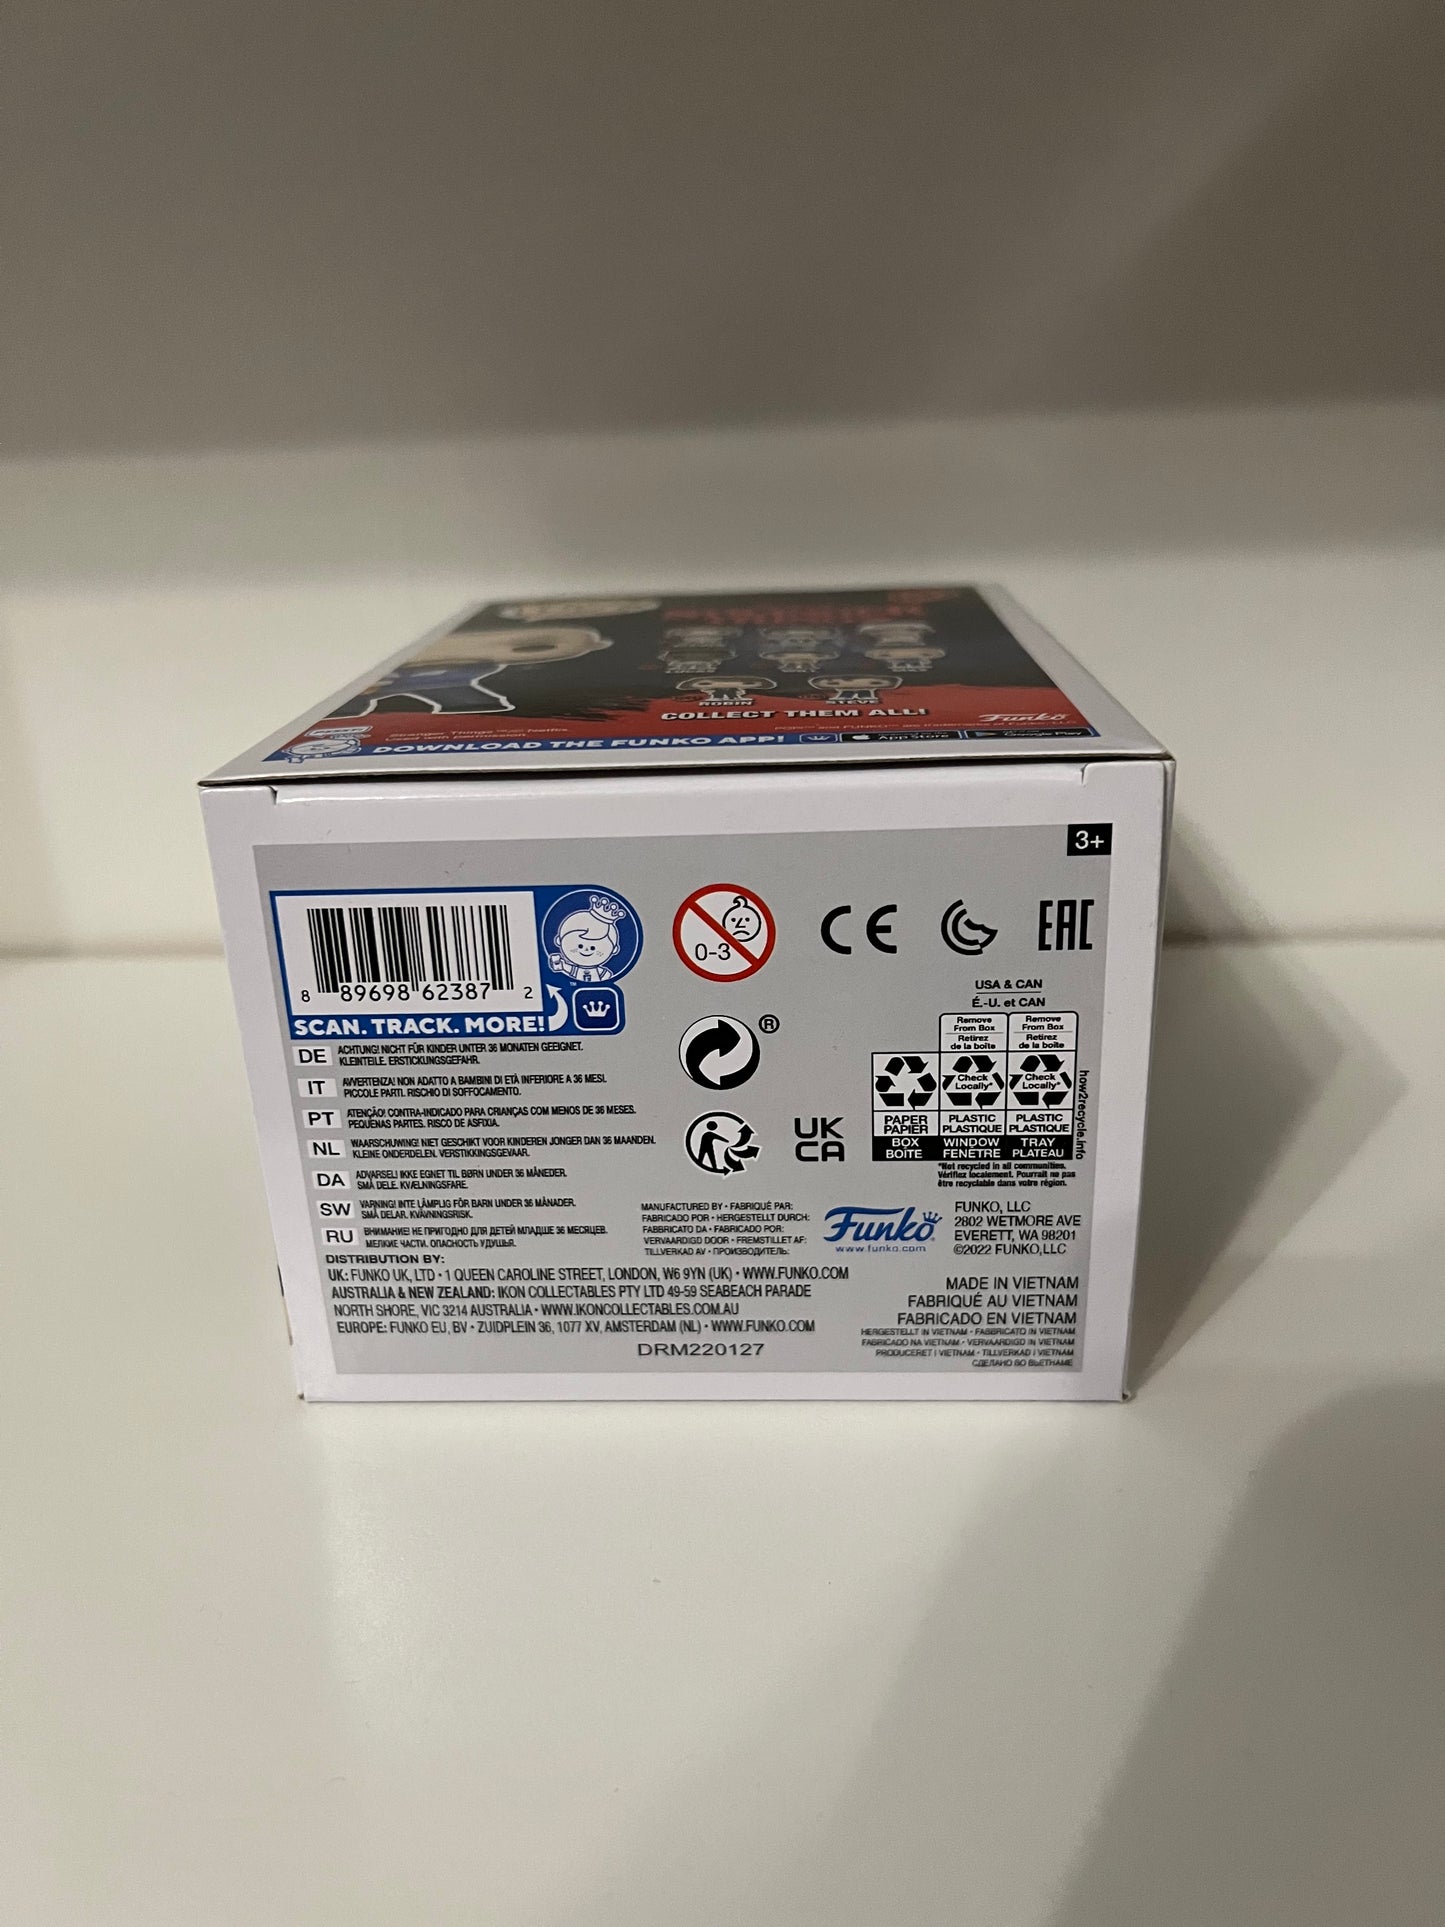 ROBIN
STEVE
COLLECT THEM ALL!
Funko
Stranger Things ™/© Netflix.
Used with permission.
DOWNLOAD THE FUNKO APP!
App Store
Google Play
3+
8 89698 62387 2
SCAN. TRACK. MORE!
™
0-3
CE
EAC
®
UK
CA
USA & CAN
É.-U. et CAN
Remove From Box
Retirez de la boîte
Remove From Box
Retirez de la boîte
Check Locally*
Check Locally*
PAPER
PAPIER
PLASTIC
PLASTIQUE
PLASTIC
PLASTIQUE
BOX
BOÎTE
WINDOW
FENÊTRE
TRAY
PLATEAU
how2recycle.info
*Not recycled in all communities.
Vérifiez localement. Pourrait ne pas
être recyclable dans votre région.
DE ACHTUNG! NICHT FÜR KINDER UNTER 36 MONATEN GEEIGNET.
KLEINTEILE. ERSTICKUNGSGEFAHR.
IT AVVERTENZA! NON ADATTO A BAMBINI DI ETÀ INFERIORE A 36 MESI.
PICCOLE PARTI. RISCHIO DI SOFFOCAMENTO.
PT ATENÇÃO! CONTRA-INDICADO PARA CRIANÇAS COM MENOS DE 36 MESES.
PEQUENAS PARTES. RISCO DE ASFIXIA.
NL WAARSCHUWING! NIET GESCHIKT VOOR KINDEREN JONGER DAN 36 MAANDEN.
KLEINE ONDERDELEN. VERSTIKKINGSGEVAAR.
DA ADVARSEL! IKKE EGNET TIL BØRN UNDER 36 MÅNEDER.
SMÅ DELE. KVÆLNINGSFARE.
SW VARNING! INTE LÄMPLIG FÖR BARN UNDER 36 MÅNADER.
SMÅ DELAR. KVÄVNINGSRISK.
RU ВНИМАНИЕ! НЕ ПРИГОДНО ДЛЯ ДЕТЕЙ МЛАДШЕ 36 МЕСЯЦЕВ.
МЕЛКИЕ ЧАСТИ. ОПАСНОСТЬ УДУШЬЯ.
MANUFACTURED BY • FABRIQUÉ PAR:
FABRICADO POR • HERGESTELLT DURCH:
FABBRICATO DA • FABRICADO POR:
VERVAARDIGD DOOR • FREMSTILLET AF:
TILLVERKAD AV • ПРОИЗВОДИТЕЛЬ:
Funko
www.funko.com
FUNKO, LLC
2802 WETMORE AVE
EVERETT, WA 98201
©2022 FUNKO,LLC
DISTRIBUTION BY:
UK: FUNKO UK, LTD • 1 QUEEN CAROLINE STREET, LONDON, W6 9YN (UK) • WWW.FUNKO.COM
AUSTRALIA & NEW ZEALAND: IKON COLLECTABLES PTY LTD 49-59 SEABEACH PARADE
NORTH SHORE, VIC 3214 AUSTRALIA • WWW.IKONCOLLECTABLES.COM.AU
EUROPE: FUNKO EU, BV • ZUIDPLEIN 36, 1077 XV, AMSTERDAM (NL) • WWW.FUNKO.COM
DRM220127
MADE IN VIETNAM
FABRIQUÉ AU VIETNAM
FABRICADO EN VIETNAM
HERGESTELLT IN VIETNAM • FABBRICATO IN VIETNAM
FABRICADO NA VIETNAM • VERVAARDIGD IN VIETNAM
PRODUCERET I VIETNAM • TILLVERKAD I VIETNAM
СДЕЛАНО ВО ВЬЕТНАМЕ